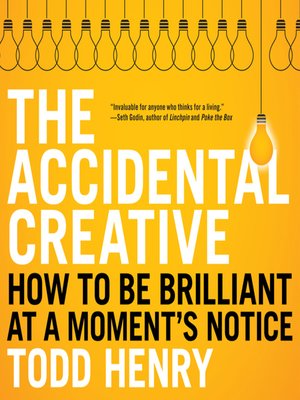 "Invaluable for anyone who thinks for a living."
—Seth Godin, author of Linchpin and Poke the Box
THE
ACCIDENTAL
CREATIVE
HOW TO BE BRILLIANT
AT A MOMENT'S NOTICE
TODD HENRY